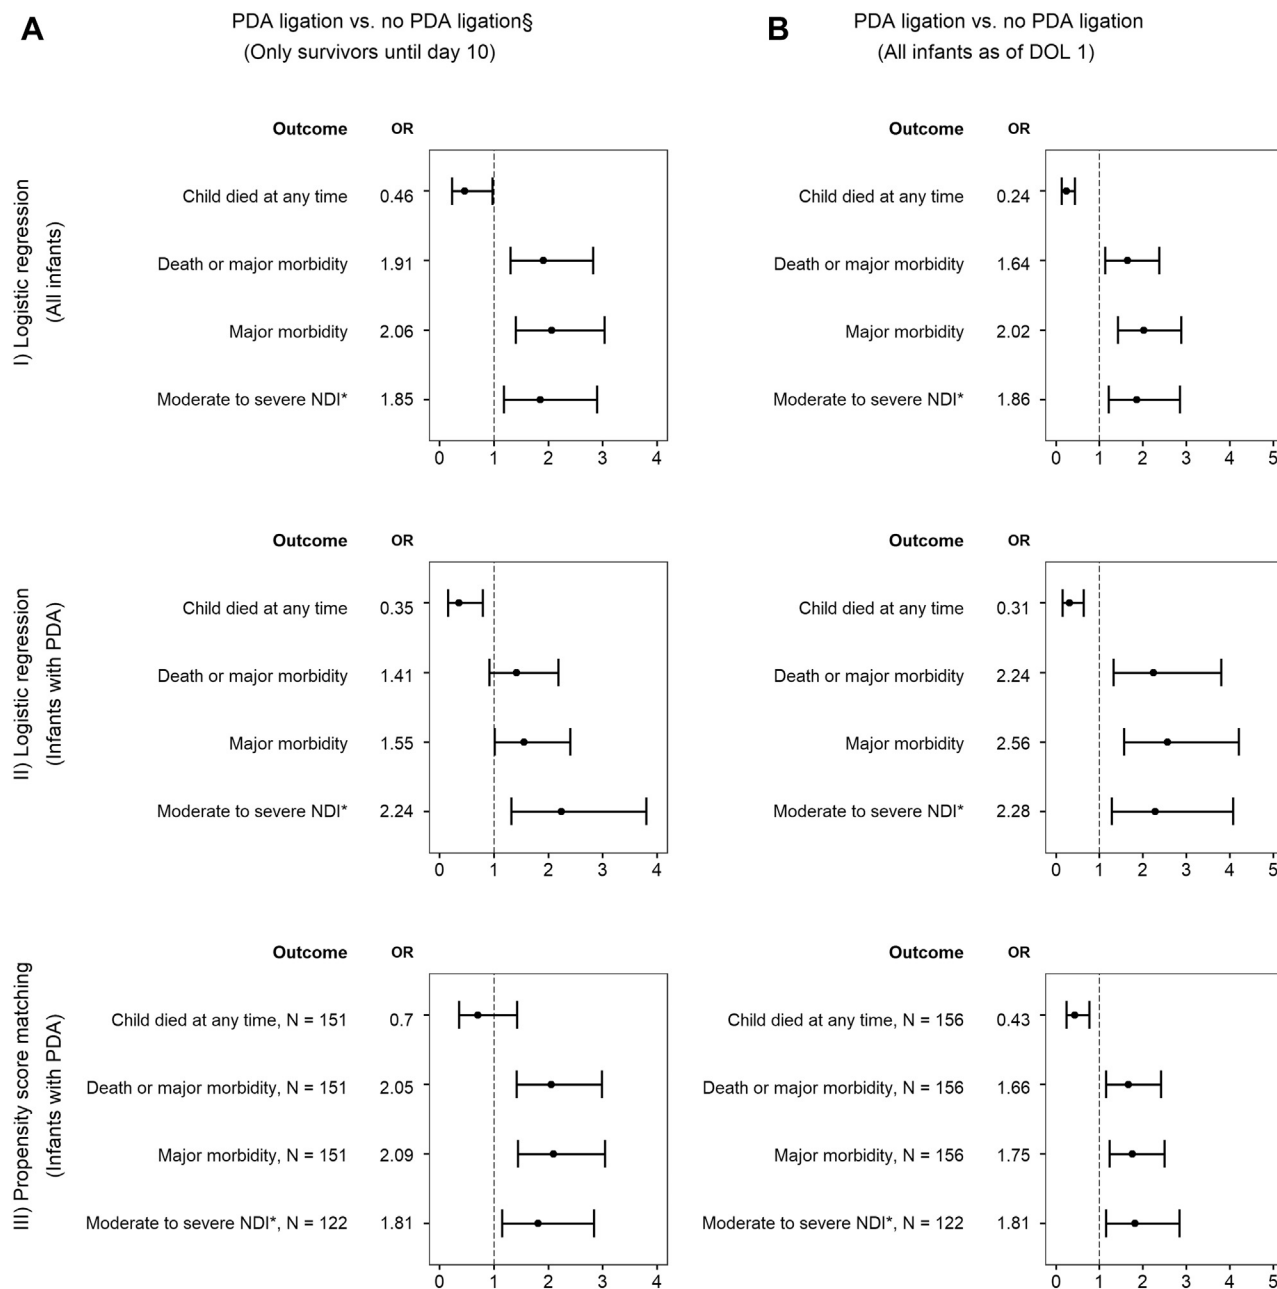 A
PDA ligation vs. no PDA ligation§
(Only survivors until day 10)
B
PDA ligation vs. no PDA ligation
(All infants as of DOL 1)
I) Logistic regression
(All infants)
Outcome OR
Child died at any time 0.46
Death or major morbidity 1.91
Major morbidity 2.06
Moderate to severe NDI* 1.85
0 1 2 3 4
Outcome OR
Child died at any time 0.24
Death or major morbidity 1.64
Major morbidity 2.02
Moderate to severe NDI* 1.86
0 1 2 3 4 5
II) Logistic regression
(Infants with PDA)
Outcome OR
Child died at any time 0.35
Death or major morbidity 1.41
Major morbidity 1.55
Moderate to severe NDI* 2.24
0 1 2 3 4
Outcome OR
Child died at any time 0.31
Death or major morbidity 2.24
Major morbidity 2.56
Moderate to severe NDI* 2.28
0 1 2 3 4 5
III) Propensity score matching
(Infants with PDA)
Outcome OR
Child died at any time, N = 151 0.7
Death or major morbidity, N = 151 2.05
Major morbidity, N = 151 2.09
Moderate to severe NDI*, N = 122 1.81
0 1 2 3 4
Outcome OR
Child died at any time, N = 156 0.43
Death or major morbidity, N = 156 1.66
Major morbidity, N = 156 1.75
Moderate to severe NDI*, N = 122 1.81
0 1 2 3 4 5